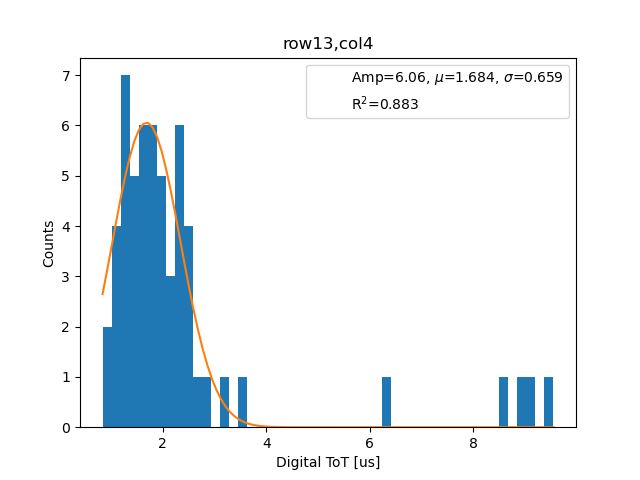 row13,col4
Amp=6.06, μ=1.684, σ=0.659
R²=0.883
Counts
7
6
5
4
3
2
1
0
2 4 6 8
Digital ToT [us]